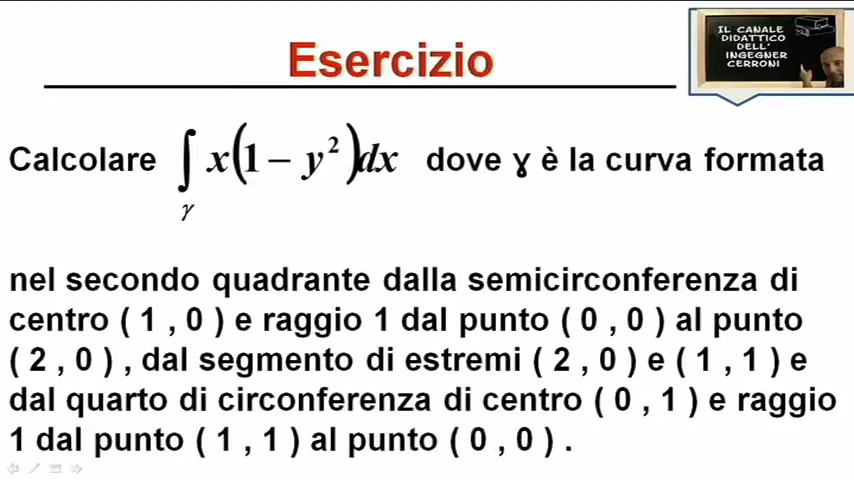 Esercizio
IL CANALE
DIDATTICO
DELL'
INGEGNER
CERRONI
Calcolare ∫γ x(1 − y²)dx dove ɣ è la curva formata
nel secondo quadrante dalla semicirconferenza di
centro ( 1 , 0 ) e raggio 1 dal punto ( 0 , 0 ) al punto
( 2 , 0 ) , dal segmento di estremi ( 2 , 0 ) e ( 1 , 1 ) e
dal quarto di circonferenza di centro ( 0 , 1 ) e raggio
1 dal punto ( 1 , 1 ) al punto ( 0 , 0 ) .